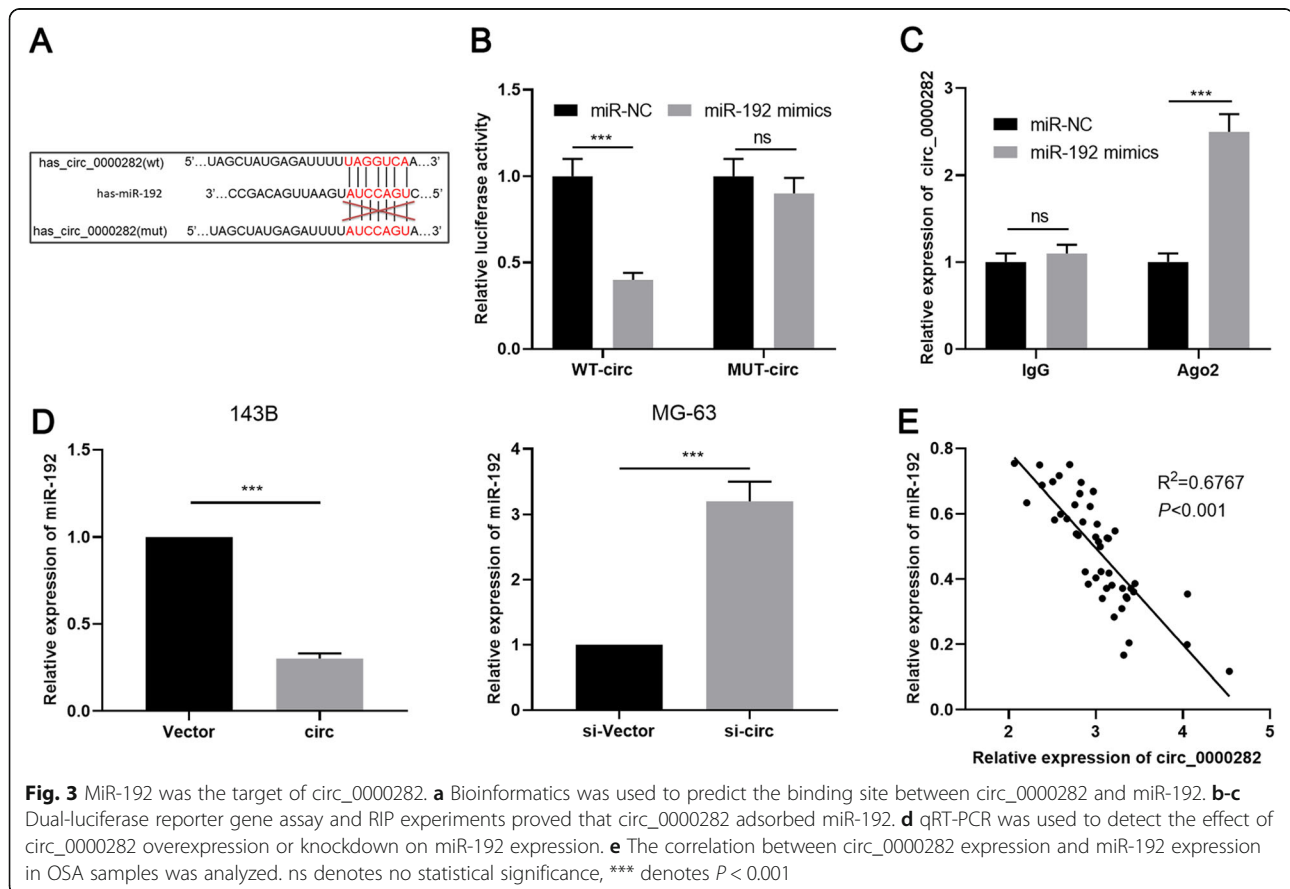 A
has_circ_0000282(wt) 5'...UAGCUAUGAGAUUUUUAGGUCAA...3'
has-miR-192 3'...CCGACAGUUAAGUAUCCAGUC...5'
has_circ_0000282(mut) 5'...UAGCUAUGAGAUUUUAUCCAGUA...3'
B
Relative luciferase activity
1.5
1.0
0.5
0.0
miR-NC
miR-192 mimics
***
ns
WT-circ
MUT-circ
C
Relative expression of circ_0000282
3
2
1
0
miR-NC
miR-192 mimics
ns
***
IgG
Ago2
D
143B
Relative expression of miR-192
1.5
1.0
0.5
0.0
***
Vector
circ
MG-63
Relative expression of miR-192
4
3
2
1
0
***
si-Vector
si-circ
E
Relative expression of miR-192
0.8
0.6
0.4
0.2
0.0
R²=0.6767
P<0.001
2 3 4 5
Relative expression of circ_0000282
Fig. 3 MiR-192 was the target of circ_0000282. a Bioinformatics was used to predict the binding site between circ_0000282 and miR-192. b-c
Dual-luciferase reporter gene assay and RIP experiments proved that circ_0000282 adsorbed miR-192. d qRT-PCR was used to detect the effect of
circ_0000282 overexpression or knockdown on miR-192 expression. e The correlation between circ_0000282 expression and miR-192 expression
in OSA samples was analyzed. ns denotes no statistical significance, *** denotes P < 0.001